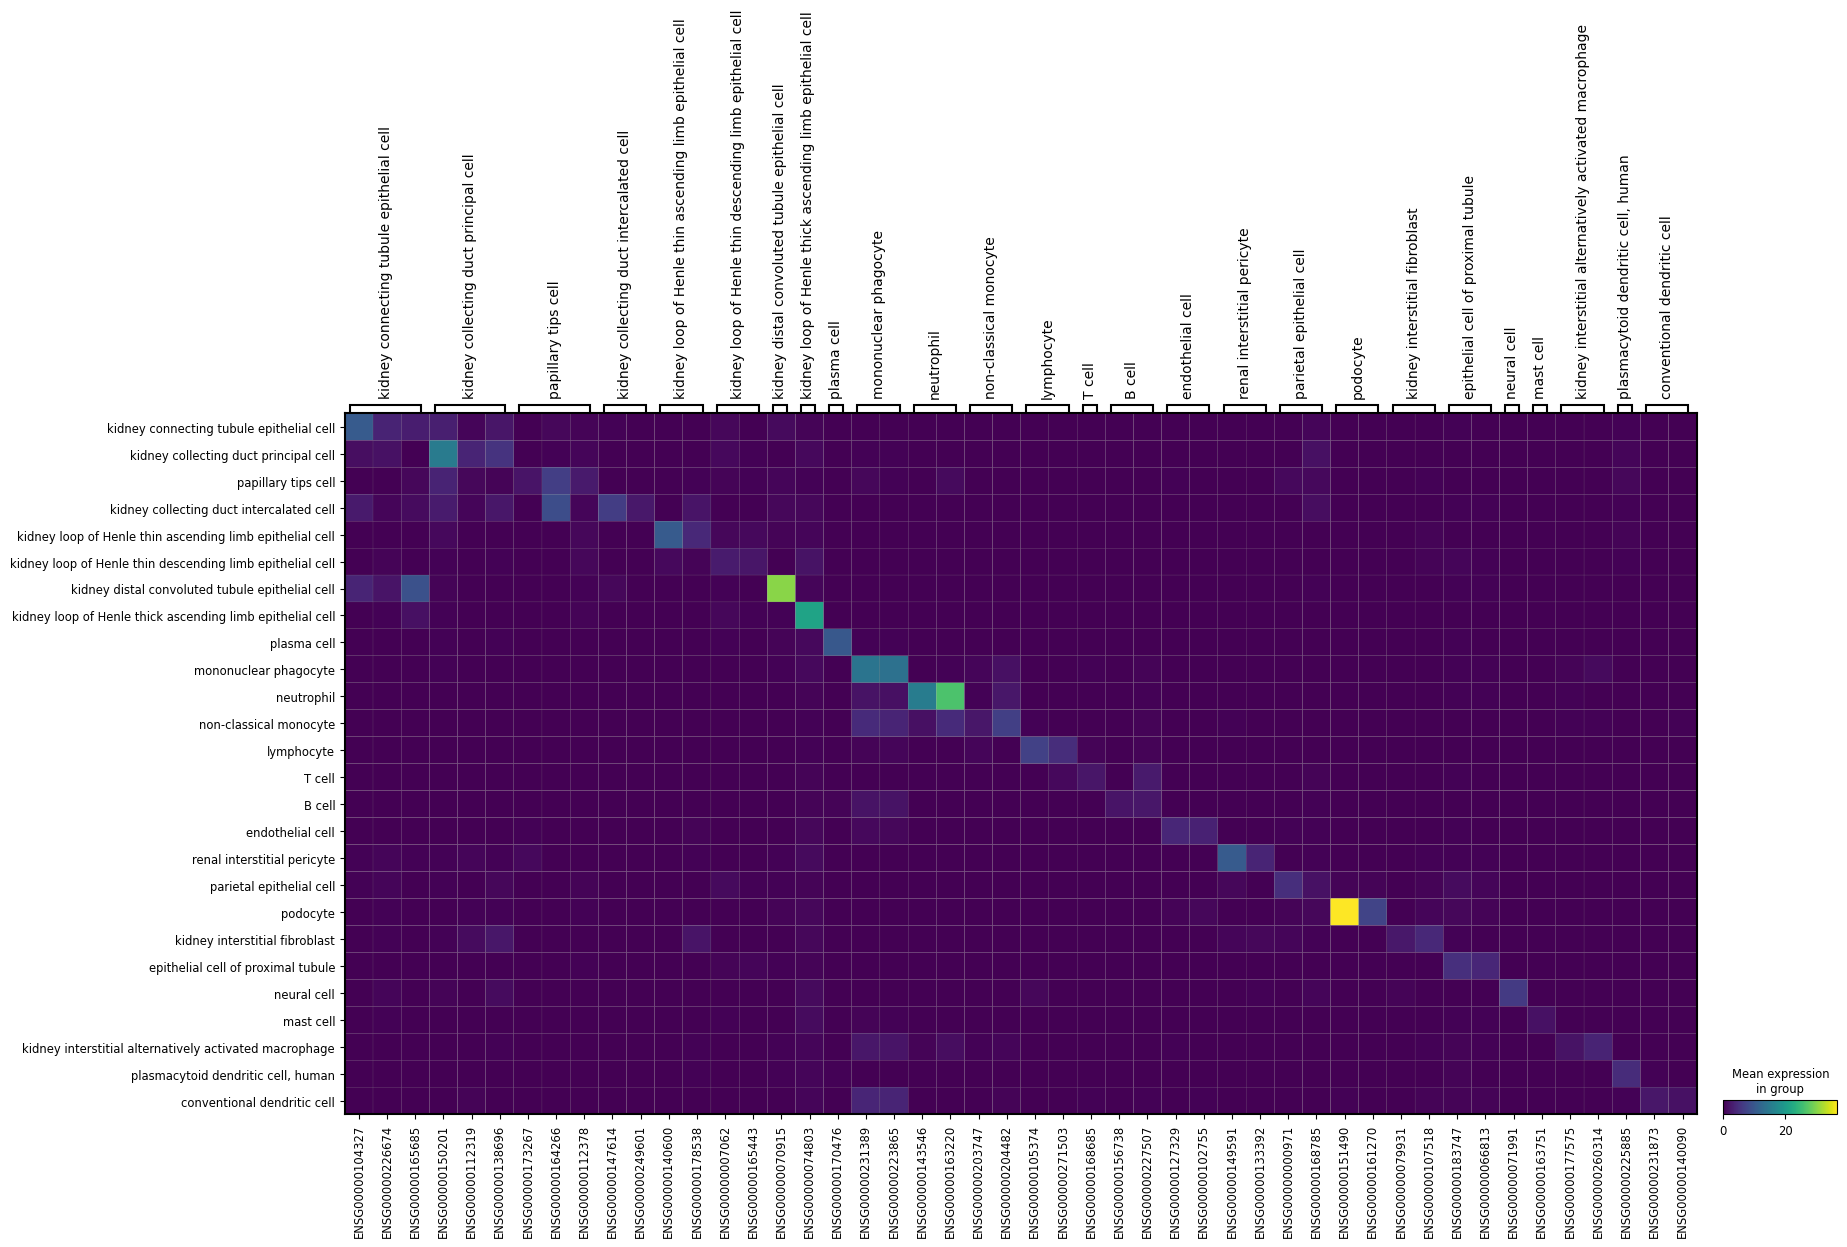 kidney connecting tubule epithelial cell
kidney collecting duct principal cell
papillary tips cell
kidney collecting duct intercalated cell
kidney loop of Henle thin ascending limb epithelial cell
kidney loop of Henle thin descending limb epithelial cell
kidney distal convoluted tubule epithelial cell
kidney loop of Henle thick ascending limb epithelial cell
plasma cell
mononuclear phagocyte
neutrophil
non-classical monocyte
lymphocyte
T cell
B cell
endothelial cell
renal interstitial pericyte
parietal epithelial cell
podocyte
kidney interstitial fibroblast
epithelial cell of proximal tubule
neural cell
mast cell
kidney interstitial alternatively activated macrophage
plasmacytoid dendritic cell, human
conventional dendritic cell
kidney connecting tubule epithelial cell
kidney collecting duct principal cell
papillary tips cell
kidney collecting duct intercalated cell
kidney loop of Henle thin ascending limb epithelial cell
kidney loop of Henle thin descending limb epithelial cell
kidney distal convoluted tubule epithelial cell
kidney loop of Henle thick ascending limb epithelial cell
plasma cell
mononuclear phagocyte
neutrophil
non-classical monocyte
lymphocyte
T cell
B cell
endothelial cell
renal interstitial pericyte
parietal epithelial cell
podocyte
kidney interstitial fibroblast
epithelial cell of proximal tubule
neural cell
mast cell
kidney interstitial alternatively activated macrophage
plasmacytoid dendritic cell, human
conventional dendritic cell
ENSG00000104327
ENSG00000226674
ENSG00000165685
ENSG00000150201
ENSG00000112319
ENSG00000138696
ENSG00000173267
ENSG00000164266
ENSG00000112378
ENSG00000147614
ENSG00000249601
ENSG00000140600
ENSG00000178538
ENSG00000007062
ENSG00000165443
ENSG00000070915
ENSG00000074803
ENSG00000170476
ENSG00000231389
ENSG00000223865
ENSG00000143546
ENSG00000163220
ENSG00000203747
ENSG00000204482
ENSG00000105374
ENSG00000271503
ENSG00000168685
ENSG00000156738
ENSG00000227507
ENSG00000127329
ENSG00000102755
ENSG00000149591
ENSG00000133392
ENSG00000000971
ENSG00000168785
ENSG00000151490
ENSG00000161270
ENSG00000079931
ENSG00000107518
ENSG00000183747
ENSG00000066813
ENSG00000071991
ENSG00000163751
ENSG00000177575
ENSG00000260314
ENSG00000225885
ENSG00000231873
ENSG00000140090
Mean expression
in group
0 20